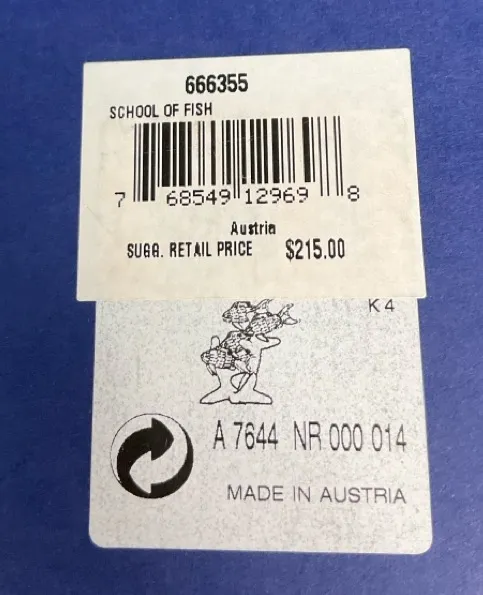 666355
SCHOOL OF FISH
7 68549 12969 8
Austria
SUGG. RETAIL PRICE $215.00
K4
A 7644 NR 000 014
MADE IN AUSTRIA